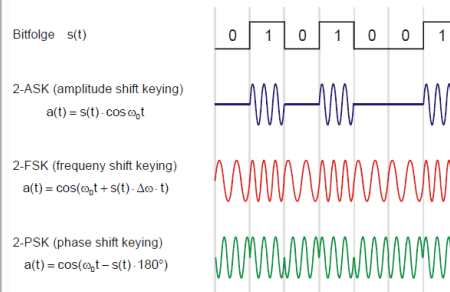 Bitfolge s(t) 0 1 0 1 0 0 1
2-ASK (amplitude shift keying)
a(t) = s(t) · cos ω₀t
2-FSK (frequeny shift keying)
a(t) = cos(ω₀t + s(t) · Δω · t)
2-PSK (phase shift keying)
a(t) = cos(ω₀t – s(t) · 180°)